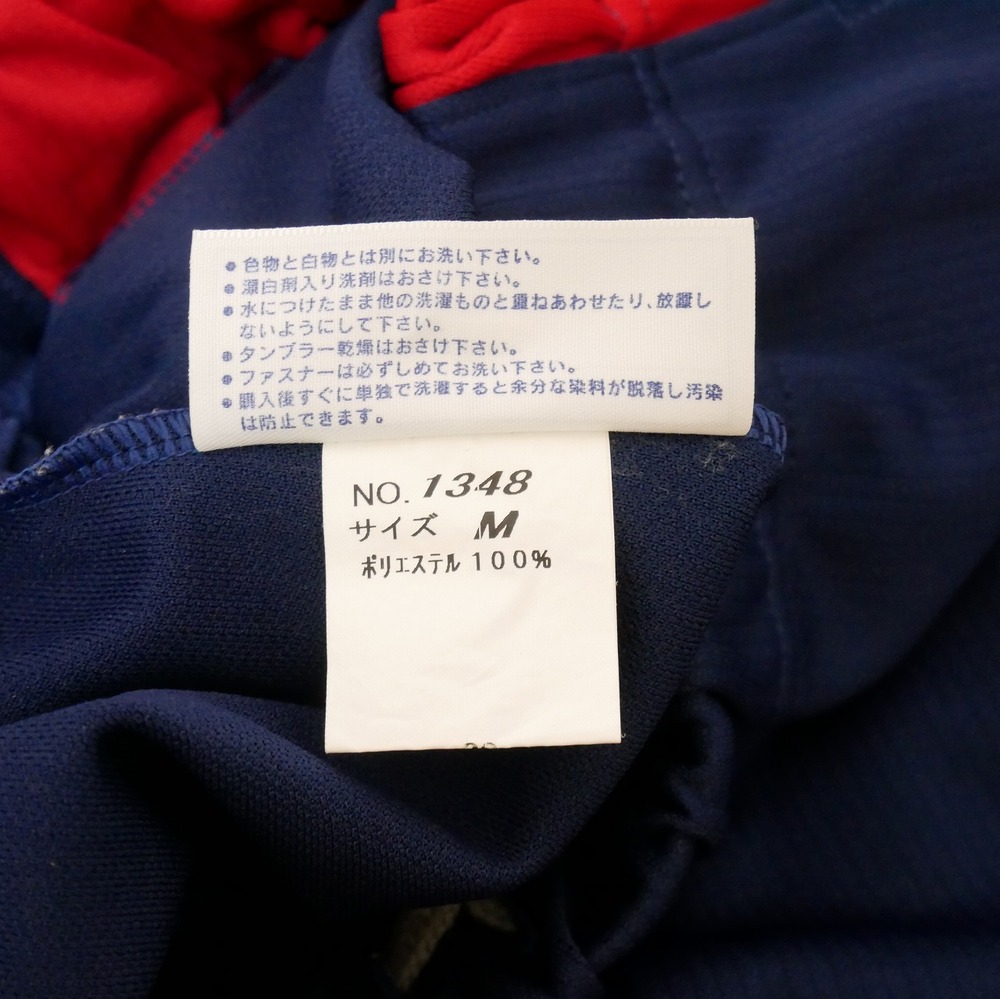 ●色物と白物とは別にお洗い下さい。
●漂白剤入り洗剤はおさけ下さい。
●水につけたまま他の洗濯ものと重ねあわせたり、放置し
ないようにして下さい。
●タンブラー乾燥はおさけ下さい。
●ファスナーは必ずしめてお洗い下さい。
●購入後すぐに単独で洗濯すると余分な染料が脱落し汚染
は防止できます。
NO. 1348
サイズ M
ポリエステル100%